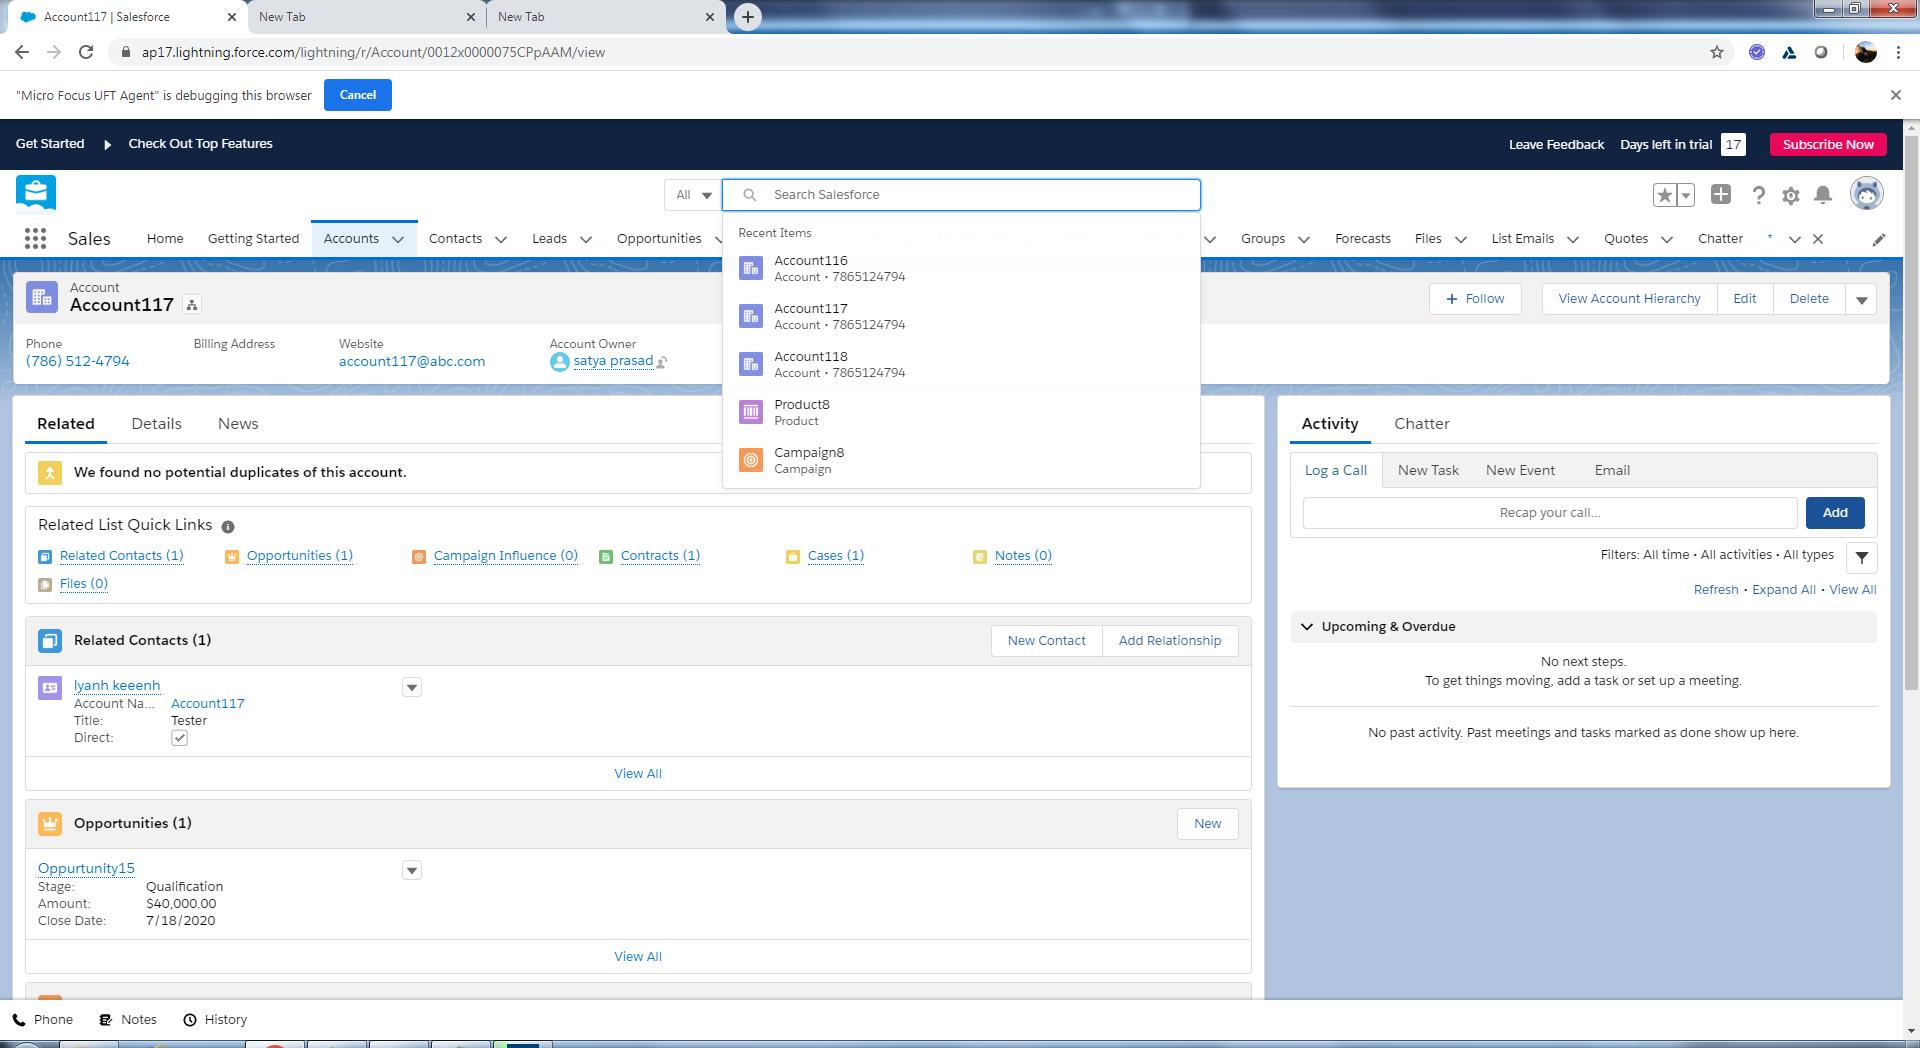 Account117 | Salesforce
New Tab
New Tab
ap17.lightning.force.com/lightning/r/Account/0012x0000075CPpAAM/view
"Micro Focus UFT Agent" is debugging this browser
Cancel
Get Started
Check Out Top Features
Leave Feedback
Days left in trial
17
Subscribe Now
All
Search Salesforce
Sales
Home
Getting Started
Accounts
Contacts
Leads
Opportunities
Groups
Forecasts
Files
List Emails
Quotes
Chatter
*
Recent Items
Account116
Account • 7865124794
Account117
Account • 7865124794
Account118
Account • 7865124794
Product8
Product
Campaign8
Campaign
Account
Account117
+ Follow
View Account Hierarchy
Edit
Delete
Phone
(786) 512-4794
Billing Address
Website
account117@abc.com
Account Owner
satya prasad
Related
Details
News
We found no potential duplicates of this account.
Related List Quick Links
Related Contacts (1)
Opportunities (1)
Campaign Influence (0)
Contracts (1)
Cases (1)
Notes (0)
Files (0)
Related Contacts (1)
New Contact
Add Relationship
lyanh keeenh
Account Na... Account117
Title: Tester
Direct:
View All
Opportunities (1)
New
Oppurtunity15
Stage: Qualification
Amount: $40,000.00
Close Date: 7/18/2020
View All
Activity
Chatter
Log a Call
New Task
New Event
Email
Recap your call...
Add
Filters: All time • All activities • All types
Refresh • Expand All • View All
Upcoming & Overdue
No next steps.
To get things moving, add a task or set up a meeting.
No past activity. Past meetings and tasks marked as done show up here.
Phone
Notes
History